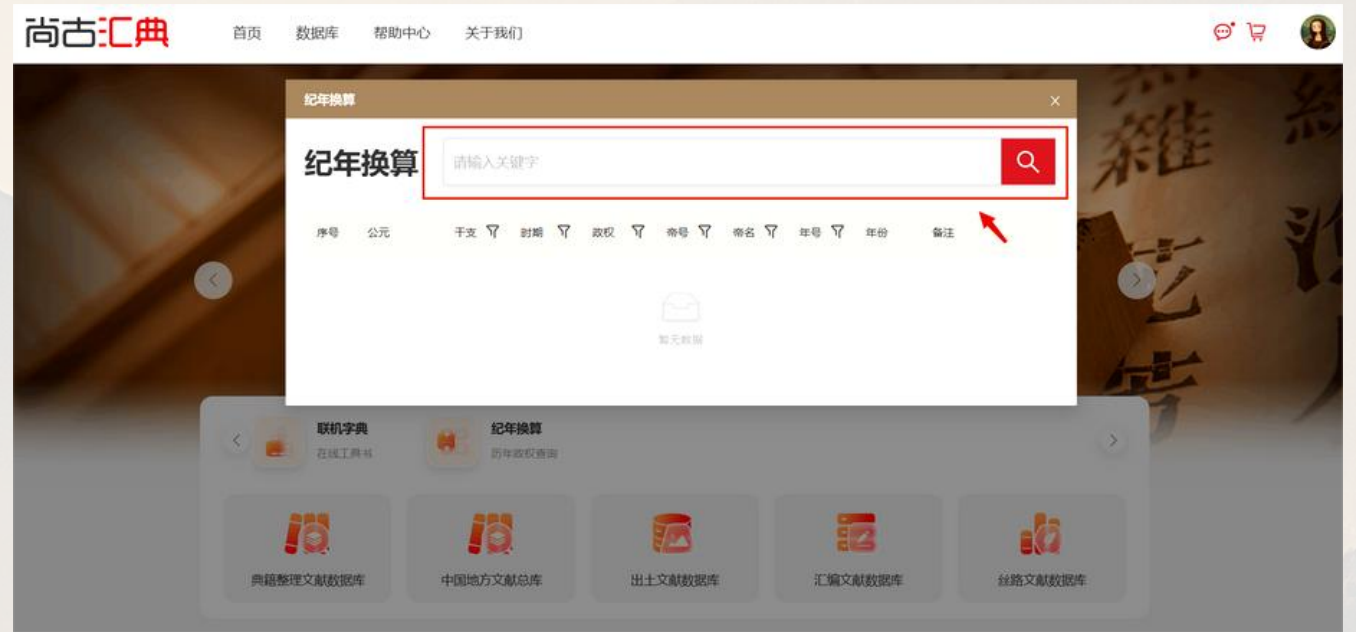 尚古汇典
首页 数据库 帮助中心 关于我们
纪年换算
纪年换算 请输入关键字
序号 公元 干支 时期 政权 帝号 帝名 年号 年份 备注
暂无数据
联机字典 纪年换算
在线工具书 历年政权查询
典籍整理文献数据库 中国地方文献总库 出土文献数据库 汇编文献数据库 丝路文献数据库